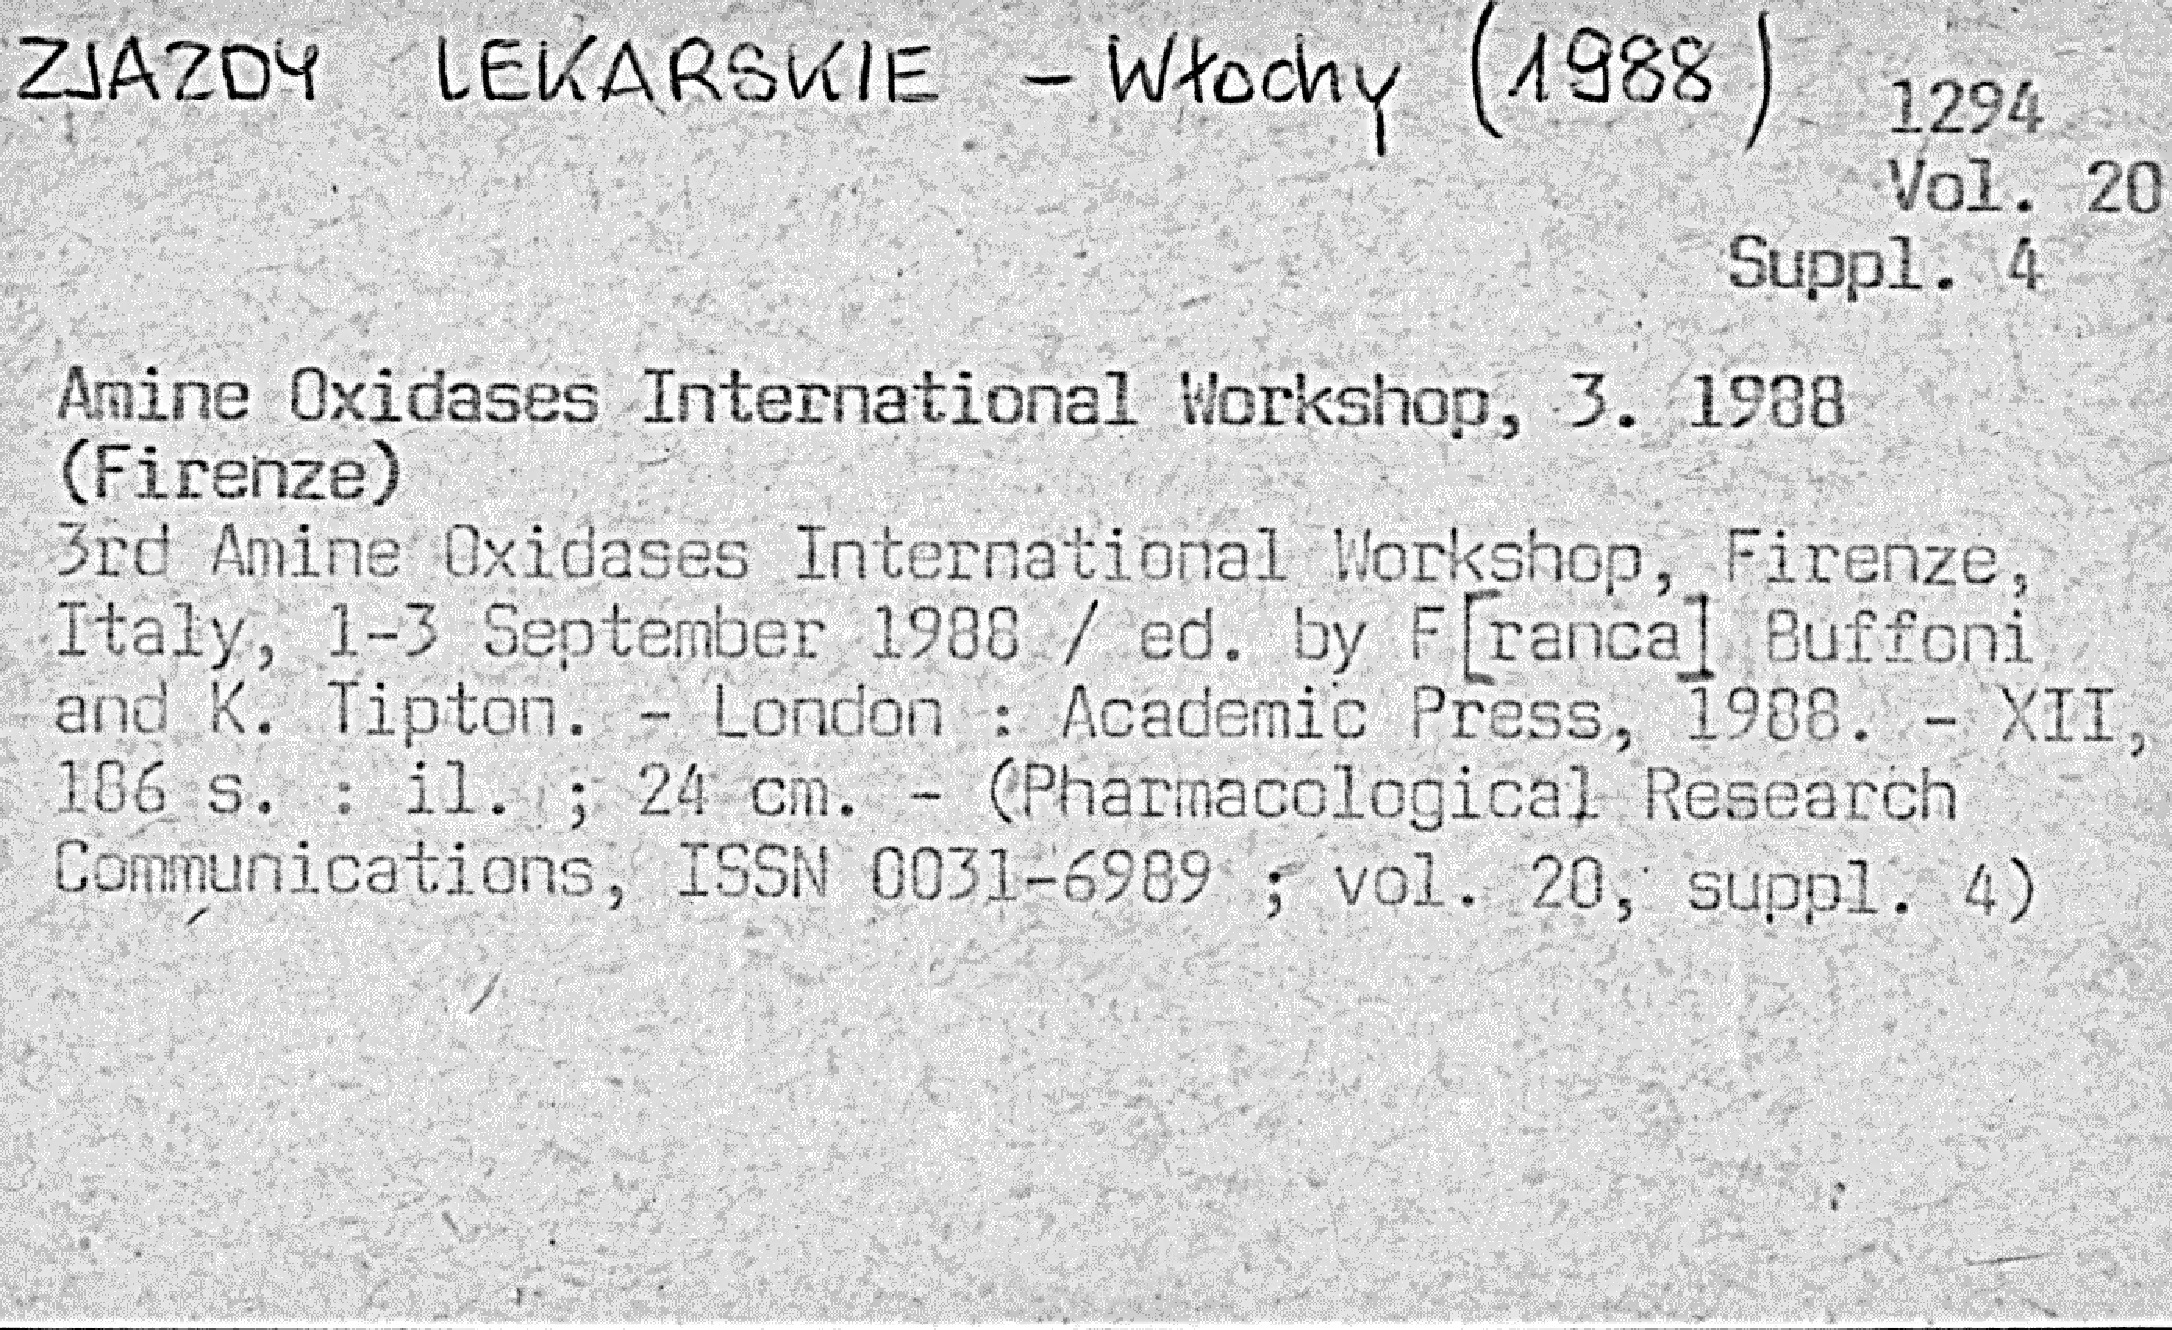 ZJAZDY LEKARSKIE - Włochy (1988)
1294
Vol. 20
Suppl. 4
Amine Oxidases International Workshop, 3. 1988
(Firenze)
3rd Amine Oxidases International Workshop, Firenze,
Italy, 1-3 September 1988 / ed. by F[ranca] Buffoni
and K. Tipton. - London : Academic Press, 1988. - XII,
186 s. : il. ; 24 cm. - (Pharmacological Research
Communications, ISSN 0031-6989 ; vol. 20, suppl. 4)